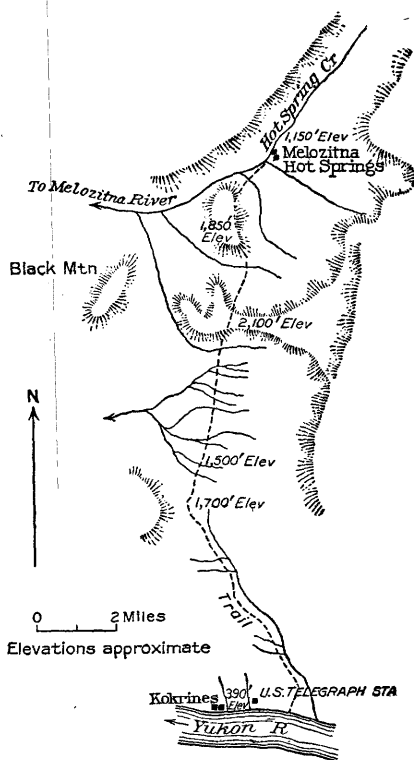 Hot Spring Cr
1,150' Elev
Melozitna
Hot Springs
To Melozitna River
1,850'
Elev
Black Mtn
2,100' Elev
N
1,500' Elev
1,700' Elev
0 2 Miles
Elevations approximate
Trail
Kokrines
390'
Elev
U.S. TELEGRAPH STA
Yukon R